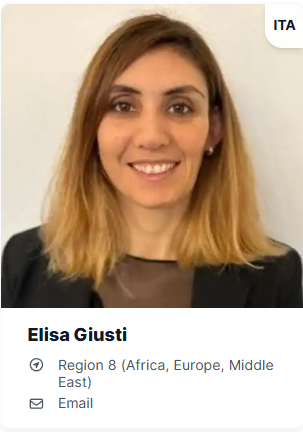 ITA
Elisa Giusti
Region 8 (Africa, Europe, Middle
East)
Email